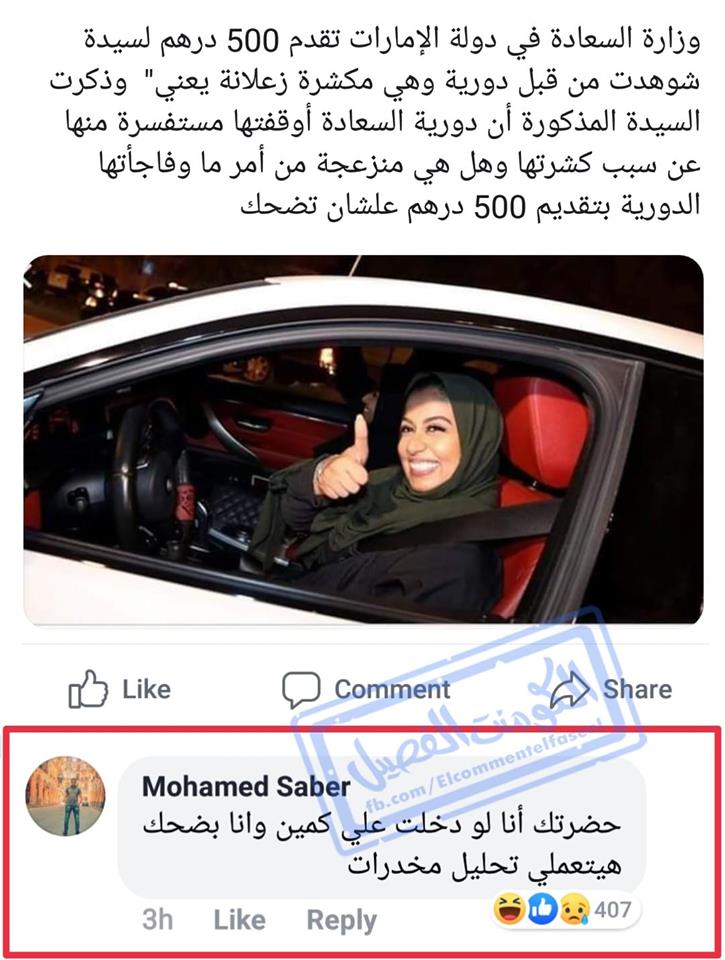 وزارة السعادة في دولة الإمارات تقدم 500 درهم لسيدة
شوهدت من قبل دورية وهي مكشرة زعلانة يعني" وذكرت
السيدة المذكورة أن دورية السعادة أوقفتها مستفسرة منها
عن سبب كشرتها وهل هي منزعجة من أمر ما وفاجأتها
الدورية بتقديم 500 درهم علشان تضحك
Like Comment Share
الكومنت الفصيل
fb.com/Elcommentelfaseel
Mohamed Saber
حضرتك أنا لو دخلت علي كمين وانا بضحك
هيتعملي تحليل مخدرات
3h Like Reply 407